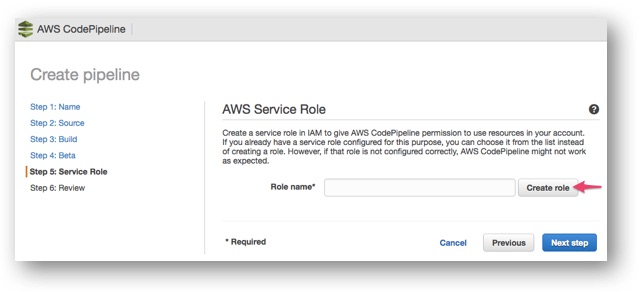 AWS CodePipeline
Create pipeline
Step 1: Name
Step 2: Source
Step 3: Build
Step 4: Beta
Step 5: Service Role
Step 6: Review
AWS Service Role
?
Create a service role in IAM to give AWS CodePipeline permission to use resources in your account.
If you already have a service role configured for this purpose, you can choose it from the list instead
of creating a role. However, if that role is not configured correctly, AWS CodePipeline might not work
as expected.
Role name*
Create role
* Required
Cancel
Previous
Next step